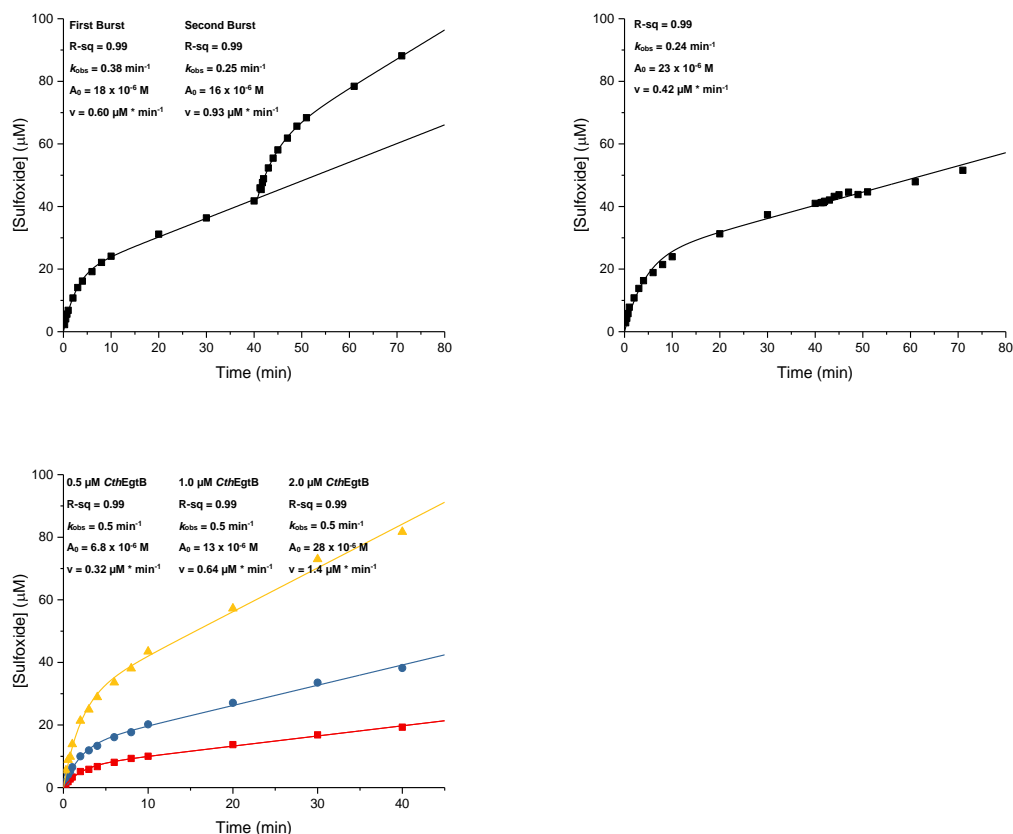 First Burst Second Burst
R-sq = 0.99 R-sq = 0.99
kobs = 0.38 min-1 kobs = 0.25 min-1
A0 = 18 x 10-6 M A0 = 16 x 10-6 M
v = 0.60 µM * min-1 v = 0.93 µM * min-1
100
80
60
40
20
0
[Sulfoxide] (µM)
0 10 20 30 40 50 60 70 80
Time (min)
R-sq = 0.99
kobs = 0.24 min-1
A0 = 23 x 10-6 M
v = 0.42 µM * min-1
100
80
60
40
20
0
[Sulfoxide] (µM)
0 10 20 30 40 50 60 70 80
Time (min)
0.5 µM CthEgtB 1.0 µM CthEgtB 2.0 µM CthEgtB
R-sq = 0.99 R-sq = 0.99 R-sq = 0.99
kobs = 0.5 min-1 kobs = 0.5 min-1 kobs = 0.5 min-1
A0 = 6.8 x 10-6 M A0 = 13 x 10-6 M A0 = 28 x 10-6 M
v = 0.32 µM * min-1 v = 0.64 µM * min-1 v = 1.4 µM * min-1
100
80
60
40
20
0
[Sulfoxide] (µM)
0 10 20 30 40
Time (min)